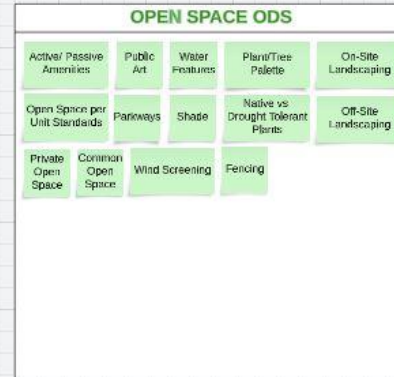 OPEN SPACE ODS
Active/ Passive
Amenities
Public
Art
Water
Features
Plant/Tree
Palette
On-Site
Landscaping
Open Space per
Unit Standards
Parkways
Shade
Native vs
Drought Tolerant
Plants
Off-Site
Landscaping
Private
Open
Space
Common
Open
Space
Wind Screening
Fencing